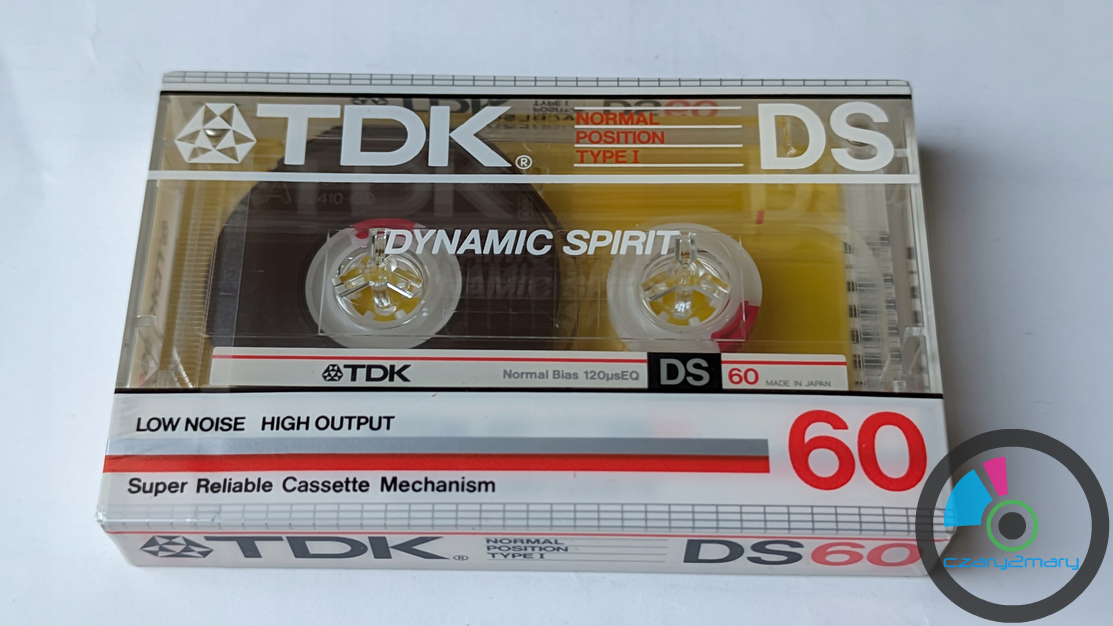 TDK®
NORMAL
POSITION
TYPE I
DS
DYNAMIC SPIRIT
TDK
Normal Bias 120µsEQ
DS
60
MADE IN JAPAN
LOW NOISE HIGH OUTPUT
60
Super Reliable Cassette Mechanism
TDK®
NORMAL
POSITION
TYPE I
DS60
czary2mary